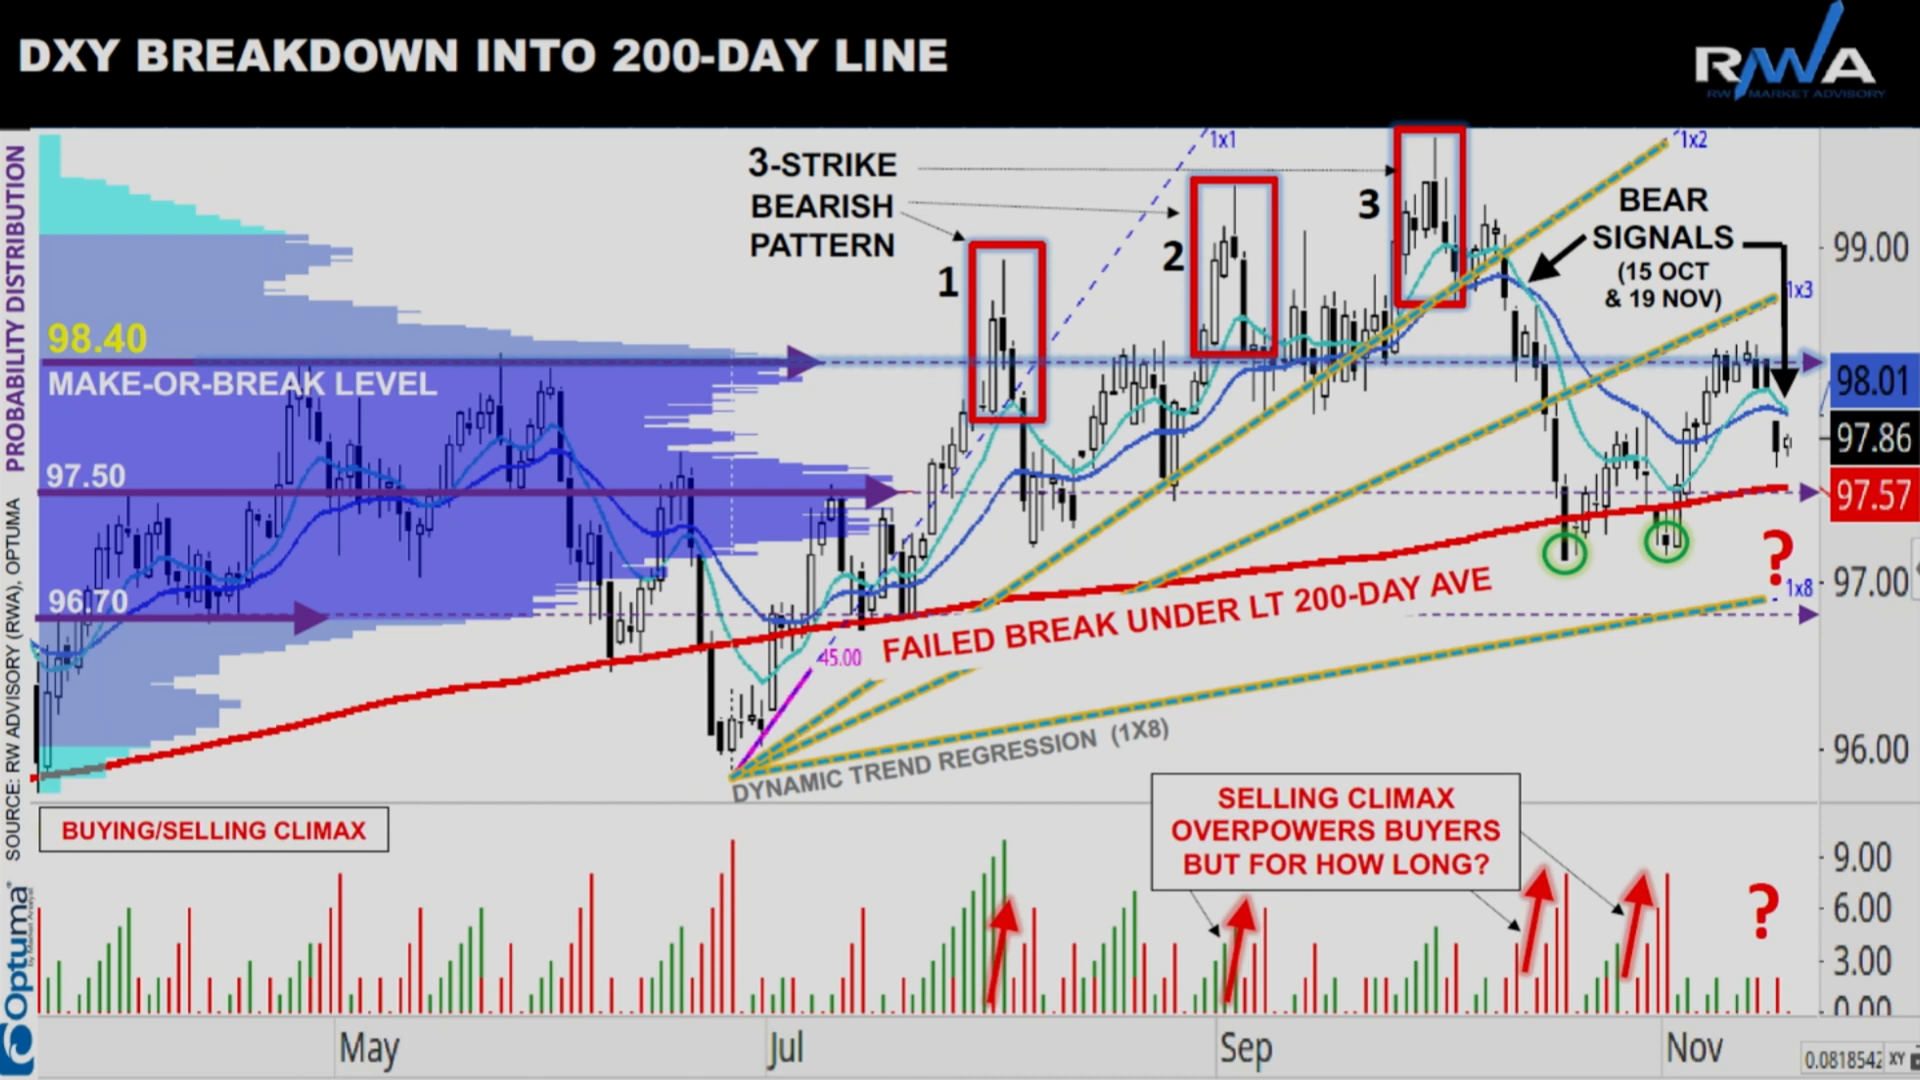 DXY BREAKDOWN INTO 200-DAY LINE
RWA
RW MARKET ADVISORY
PROBABILITY DISTRIBUTION
SOURCE: RW ADVISORY (RWA), OPTUMA
Optuma
by Market Analyst
3-STRIKE
BEARISH
PATTERN
1
2
3
1x1
1x2
BEAR
SIGNALS
(15 OCT
& 19 NOV)
1x3
99.00
98.40
MAKE-OR-BREAK LEVEL
98.01
97.86
97.50
97.57
?
97.00
1x8
96.70
FAILED BREAK UNDER LT 200-DAY AVE
45.00
96.00
DYNAMIC TREND REGRESSION (1X8)
BUYING/SELLING CLIMAX
SELLING CLIMAX
OVERPOWERS BUYERS
BUT FOR HOW LONG?
?
9.00
6.00
3.00
0.00
May
Jul
Sep
Nov
0.0818542
XY